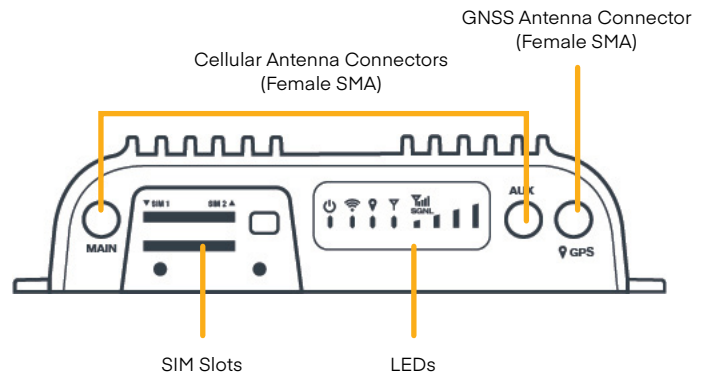 GNSS Antenna Connector
(Female SMA)
Cellular Antenna Connectors
(Female SMA)
▼ SIM 1 SIM 2 ▲
SGNL
AUX
MAIN
GPS
SIM Slots
LEDs